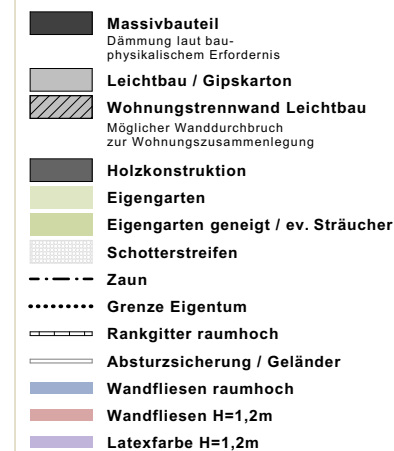 Massivbauteil
Dämmung laut bau-
physikalischem Erfordernis
Leichtbau / Gipskarton
Wohnungstrennwand Leichtbau
Möglicher Wanddurchbruch
zur Wohnungszusammenlegung
Holzkonstruktion
Eigengarten
Eigengarten geneigt / ev. Sträucher
Schotterstreifen
Zaun
Grenze Eigentum
Rankgitter raumhoch
Absturzsicherung / Geländer
Wandfliesen raumhoch
Wandfliesen H=1,2m
Latexfarbe H=1,2m